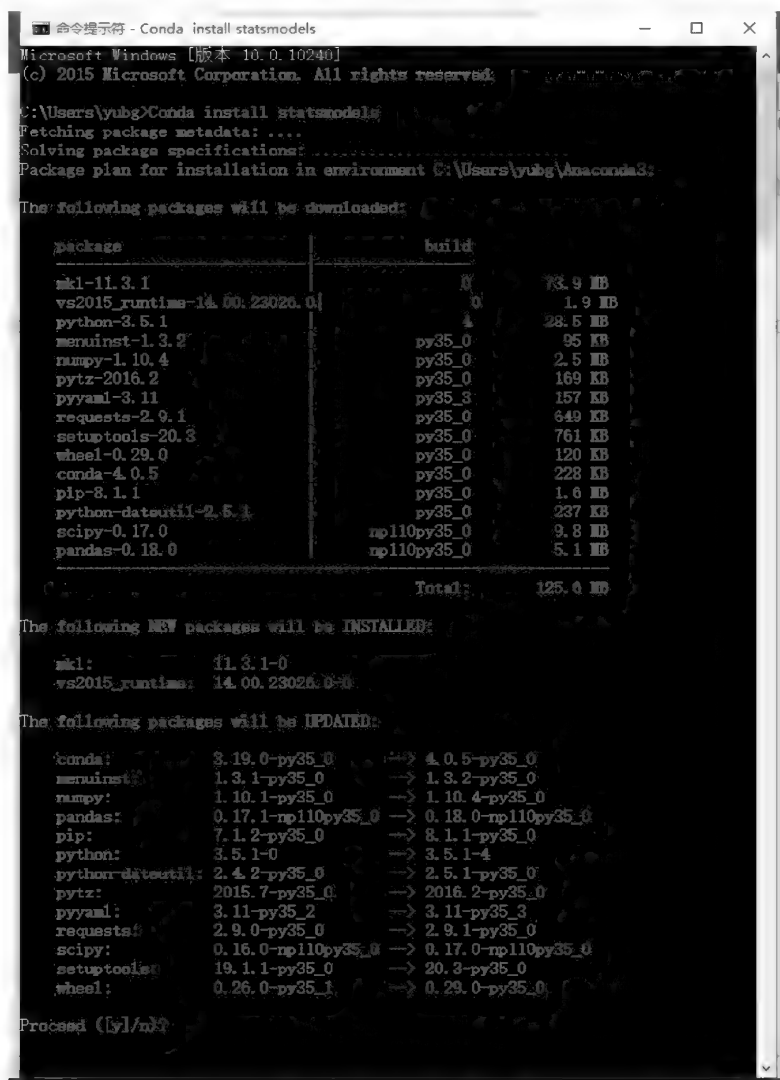 命令提示符 - Conda install statsmodels
Microsoft Windows [版本 10.0.10240]
(c) 2015 Microsoft Corporation. All rights reserved.
C:\Users\yubg>Conda install statsmodels
Fetching package metadata: ....
Solving package specifications: ..........................
Package plan for installation in environment C:\Users\yubg\Anaconda3:
The following packages will be downloaded:
package | build
mkl-11.3.1 | 0 73.9 MB
vs2015_runtime-14.00.23026.0| 0 1.9 MB
python-3.5.1 | 4 28.5 MB
menuinst-1.3.2 | py35_0 95 KB
numpy-1.10.4 | py35_0 2.5 MB
pytz-2016.2 | py35_0 169 KB
pyyaml-3.11 | py35_3 157 KB
requests-2.9.1 | py35_0 649 KB
setuptools-20.3 | py35_0 761 KB
wheel-0.29.0 | py35_0 120 KB
conda-4.0.5 | py35_0 228 KB
pip-8.1.1 | py35_0 1.6 MB
python-dateutil-2.5.1 | py35_0 237 KB
scipy-0.17.0 | np110py35_0 9.8 MB
pandas-0.18.0 | np110py35_0 5.1 MB
Total: 125.0 MB
The following NEW packages will be INSTALLED:
mkl: 11.3.1-0
vs2015_runtime: 14.00.23026.0-0
The following packages will be UPDATED:
conda: 3.19.0-py35_0 --> 4.0.5-py35_0
menuinst: 1.3.1-py35_0 --> 1.3.2-py35_0
numpy: 1.10.1-py35_0 --> 1.10.4-py35_0
pandas: 0.17.1-np110py35_0 --> 0.18.0-np110py35_0
pip: 7.1.2-py35_0 --> 8.1.1-py35_0
python: 3.5.1-0 --> 3.5.1-4
python-dateutil: 2.4.2-py35_0 --> 2.5.1-py35_0
pytz: 2015.7-py35_0 --> 2016.2-py35_0
pyyaml: 3.11-py35_2 --> 3.11-py35_3
requests: 2.9.0-py35_0 --> 2.9.1-py35_0
scipy: 0.16.0-np110py35_0 --> 0.17.0-np110py35_0
setuptools: 19.1.1-py35_0 --> 20.3-py35_0
wheel: 0.26.0-py35_1 --> 0.29.0-py35_0
Proceed ([y]/n)?